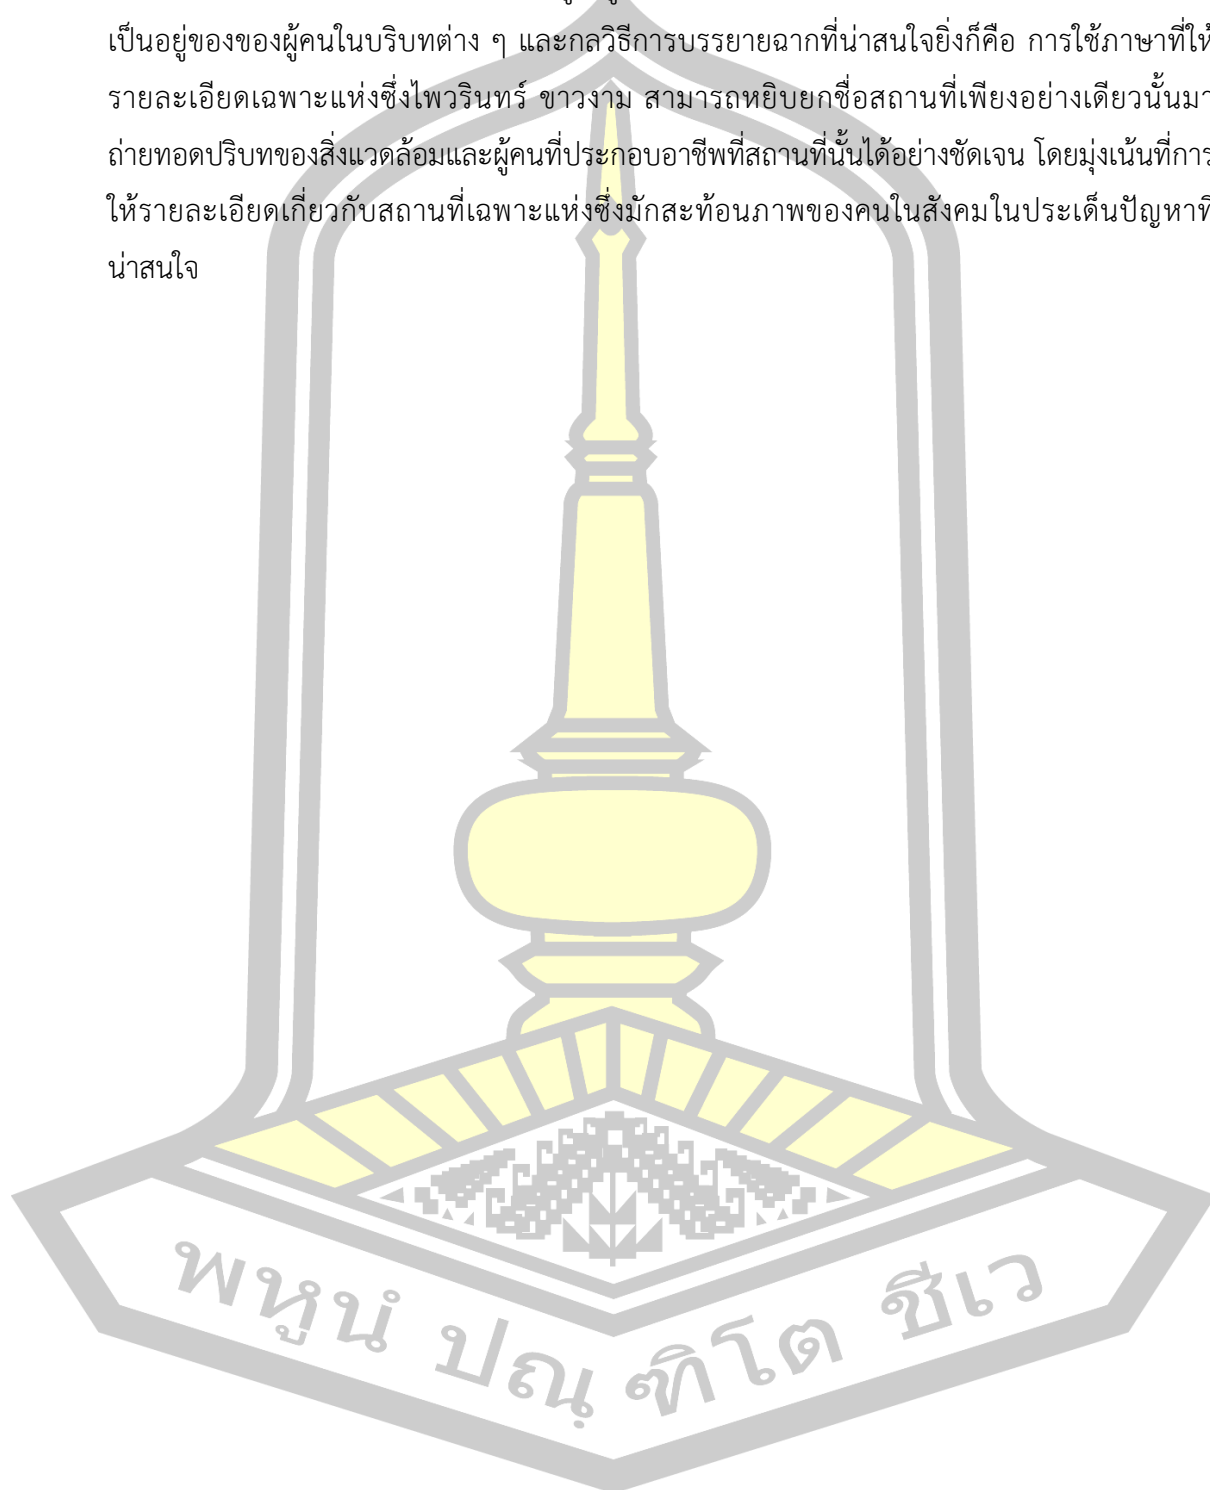 เป็นอยู่ของของผู้คนในบริบทต่าง ๆ และกลวิธีการบรรยายฉากที่น่าสนใจยิ่งก็คือ การใช้ภาษาที่ให้
รายละเอียดเฉพาะแห่งซึ่งไพวรินทร์ ขาวงาม สามารถหยิบยกชื่อสถานที่เพียงอย่างเดียวนั้นมา
ถ่ายทอดปริบทของสิ่งแวดล้อมและผู้คนที่ประกอบอาชีพที่สถานที่นั้นได้อย่างชัดเจน โดยมุ่งเน้นที่การ
ให้รายละเอียดเกี่ยวกับสถานที่เฉพาะแห่งซึ่งมักสะท้อนภาพของคนในสังคมในประเด็นปัญหาที่
น่าสนใจ
พหูนํ ปณฺฑิโต ชีเว